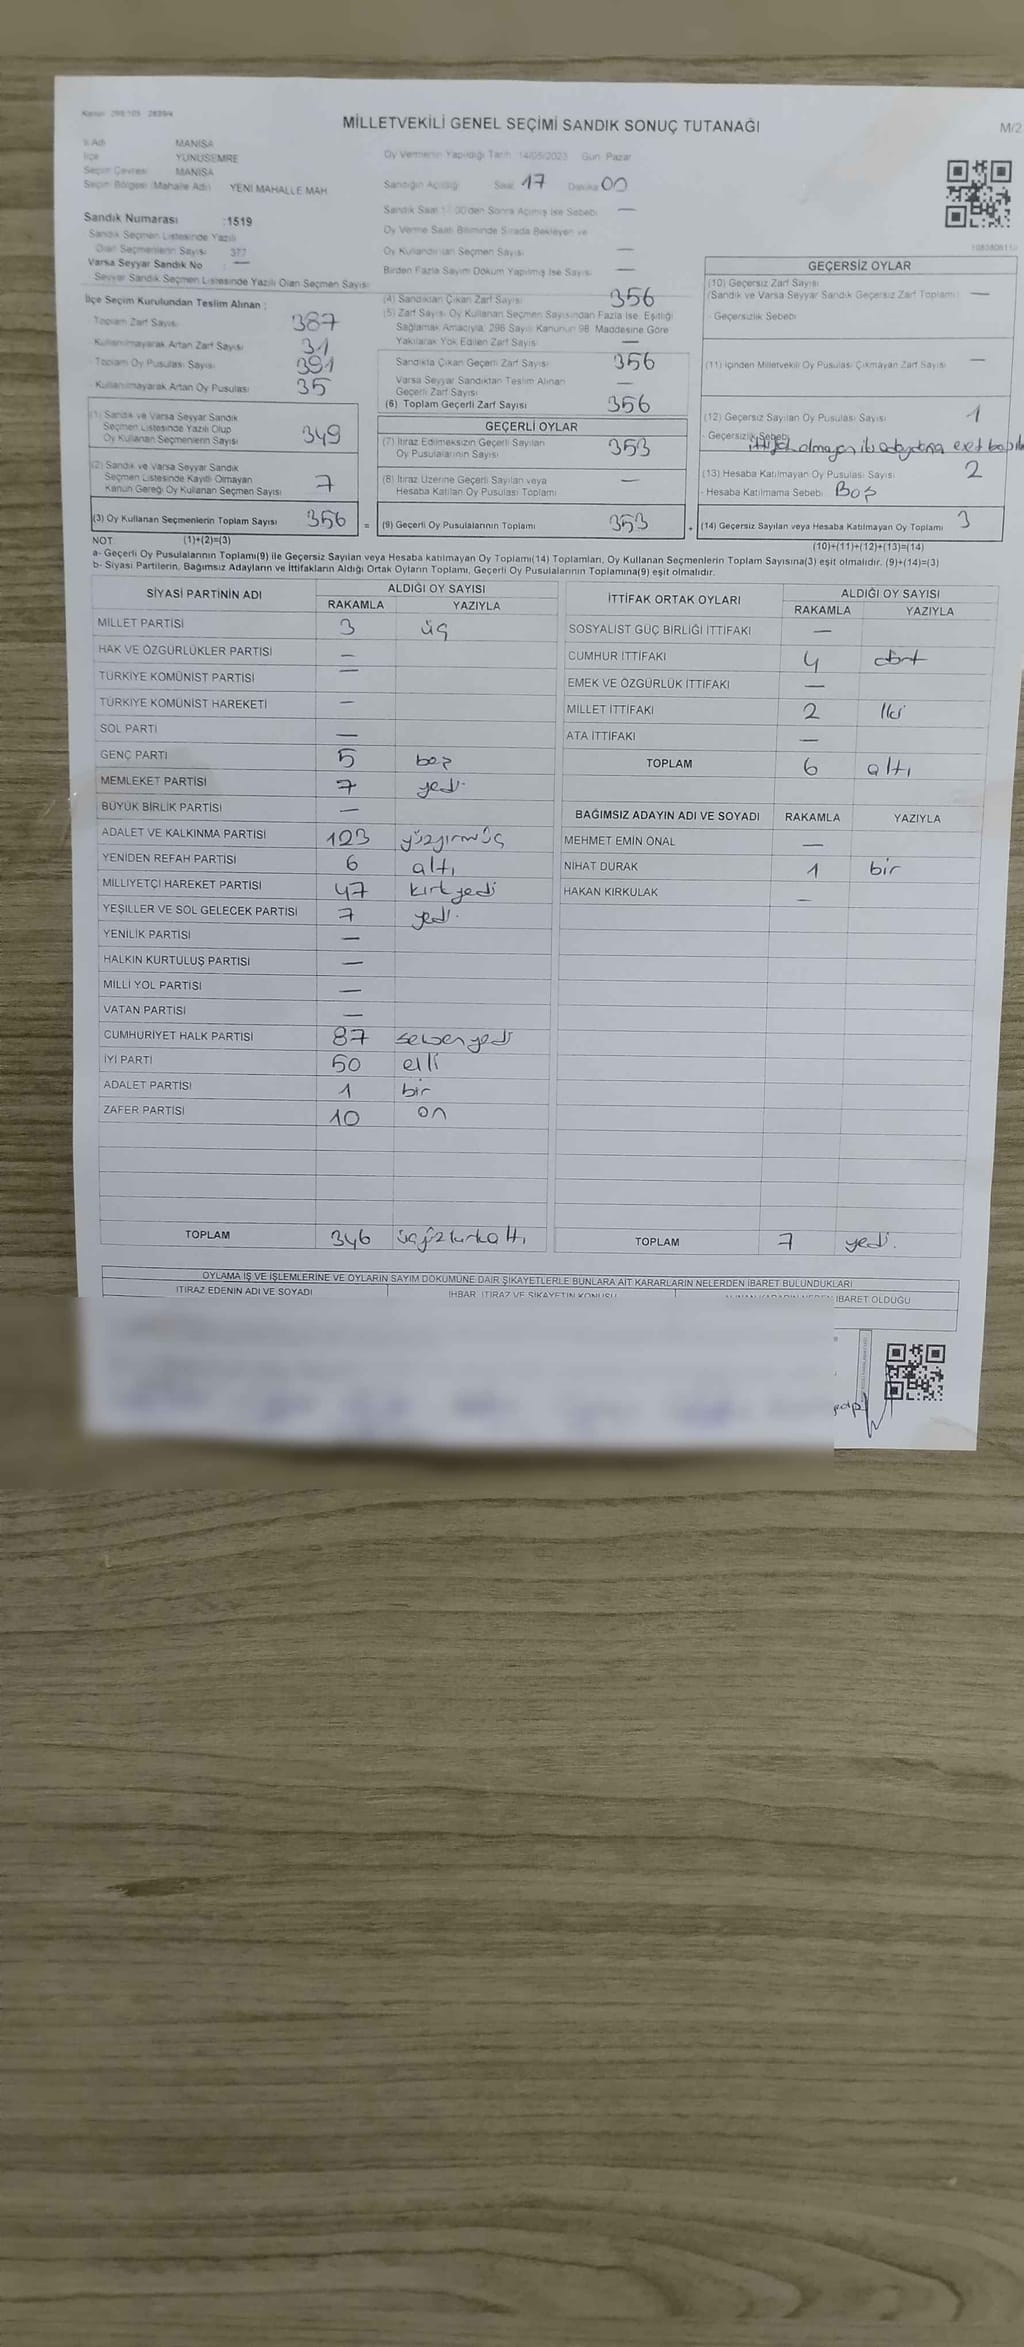 MİLLETVEKİLİ GENEL SEÇİMİ SANDIK SONUÇ TUTANAĞI
M/2
İl Adı MANİSA
İlçe YUNUSEMRE
Seçim Çevresi MANİSA
Seçim Bölgesi (Mahalle Adı) YENİ MAHALLE MAH.
Sandık Numarası :1519
Sandık Seçmen Listesinde Yazılı
Olan Seçmenlerin Sayısı 377
Varsa Seyyar Sandık No : —
Seyyar Sandık Seçmen Listesinde Yazılı Olan Seçmen Sayısı
Oy Vermenin Yapıldığı Tarih 14/05/2023 Gün Pazar
Sandığın Açıldığı Saat 17 Dakika 00
Sandık Saat 17:00'den Sonra Açılmış İse Sebebi —
Oy Verme Saati Bitiminde Sırada Bekleyen ve
Oy Kullandırılan Seçmen Sayısı —
Birden Fazla Sayım Döküm Yapılmış İse Sayısı —
İlçe Seçim Kurulundan Teslim Alınan ;
Toplam Zarf Sayısı 387
Kullanılmayarak Artan Zarf Sayısı 31
Toplam Oy Pusulası Sayısı 391
Kullanılmayarak Artan Oy Pusulası 35
(1) Sandık ve Varsa Seyyar Sandık
Seçmen Listesinde Yazılı Olup
Oy Kullanan Seçmenlerin Sayısı 349
(2) Sandık ve Varsa Seyyar Sandık
Seçmen Listesinde Kayıtlı Olmayan
Kanun Gereği Oy Kullanan Seçmen Sayısı 7
(3) Oy Kullanan Seçmenlerin Toplam Sayısı 356 =
(4) Sandıktan Çıkan Zarf Sayısı 356
(5) Zarf Sayısı Oy Kullanan Seçmen Sayısından Fazla İse, Eşitliği
Sağlamak Amacıyla, 298 Sayılı Kanunun 98. Maddesine Göre
Yakılarak Yok Edilen Zarf Sayısı —
Sandıkta Çıkan Geçerli Zarf Sayısı 356
Varsa Seyyar Sandıktan Teslim Alınan
Geçerli Zarf Sayısı —
(6) Toplam Geçerli Zarf Sayısı 356
GEÇERLİ OYLAR
(7) İtiraz Edilmeksizin Geçerli Sayılan
Oy Pusulalarının Sayısı 353
(8) İtiraz Üzerine Geçerli Sayılan veya
Hesaba Katılan Oy Pusulası Toplamı —
(9) Geçerli Oy Pusulalarının Toplamı 353 +
GEÇERSİZ OYLAR
(10) Geçersiz Zarf Sayısı
(Sandık ve Varsa Seyyar Sandık Geçersiz Zarf Toplamı) —
- Geçersizlik Sebebi
(11) İçinden Milletvekili Oy Pusulası Çıkmayan Zarf Sayısı —
(12) Geçersiz Sayılan Oy Pusulası Sayısı 1
- Geçersizlik Sebebi olmayan iki adaydana evet
(13) Hesaba Katılmayan Oy Pusulası Sayısı 2
- Hesaba Katılmama Sebebi Boş
(14) Geçersiz Sayılan veya Hesaba Katılmayan Oy Toplamı 3
NOT: (1)+(2)=(3) (10)+(11)+(12)+(13)=(14)
a- Geçerli Oy Pusulalarının Toplamı(9) ile Geçersiz Sayılan veya Hesaba katılmayan Oy Toplamı(14) Toplamları, Oy Kullanan Seçmenlerin Toplam Sayısına(3) eşit olmalıdır. (9)+(14)=(3)
b- Siyasi Partilerin, Bağımsız Adayların ve İttifakların Aldığı Ortak Oyların Toplamı, Geçerli Oy Pusulalarının Toplamına(9) eşit olmalıdır.
SİYASİ PARTİNİN ADI ALDIĞI OY SAYISI
RAKAMLA YAZIYLA
MİLLET PARTİSİ 3 üç
HAK VE ÖZGÜRLÜKLER PARTİSİ —
TÜRKİYE KOMÜNİST PARTİSİ —
TÜRKİYE KOMÜNİST HAREKETİ —
SOL PARTİ —
GENÇ PARTİ 5 beş
MEMLEKET PARTİSİ 7 yedi
BÜYÜK BİRLİK PARTİSİ —
ADALET VE KALKINMA PARTİSİ 123 yüzyirmiüç
YENİDEN REFAH PARTİSİ 6 altı
MİLLİYETÇİ HAREKET PARTİSİ 47 kırkyedi
YEŞİLLER VE SOL GELECEK PARTİSİ 7 yedi.
YENİLİK PARTİSİ —
HALKIN KURTULUŞ PARTİSİ —
MİLLİ YOL PARTİSİ —
VATAN PARTİSİ —
CUMHURİYET HALK PARTİSİ 87 seksenyedi
İYİ PARTİ 50 elli
ADALET PARTİSİ 1 bir
ZAFER PARTİSİ 10 on
TOPLAM 346 üçyüzkırkaltı
İTTİFAK ORTAK OYLARI ALDIĞI OY SAYISI
RAKAMLA YAZIYLA
SOSYALİST GÜÇ BİRLİĞİ İTTİFAKI —
CUMHUR İTTİFAKI 4 dört
EMEK VE ÖZGÜRLÜK İTTİFAKI —
MİLLET İTTİFAKI 2 İki
ATA İTTİFAKI —
TOPLAM 6 altı
BAĞIMSIZ ADAYIN ADI VE SOYADI RAKAMLA YAZIYLA
MEHMET EMİN ÖNAL —
NİHAT DURAK 1 bir
HAKAN KIRKULAK —
TOPLAM 7 yedi.
OYLAMA İŞ VE İŞLEMLERİNE VE OYLARIN SAYIM DÖKÜMÜNE DAİR ŞİKAYETLERLE BUNLARA AİT KARARLARIN NELERDEN İBARET BULUNDUKLARI
İTİRAZ EDENİN ADI VE SOYADI İHBAR, İTİRAZ VE ŞİKAYETİN KONUSU İBARET OLDUĞU